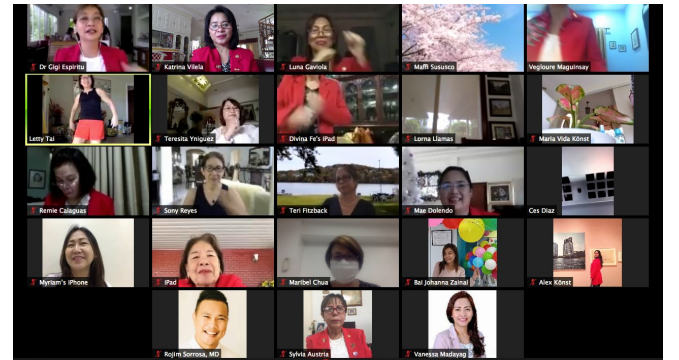 Dr Gigi Espiritu
Katrina Vilela
Luna Gaviola
Maffi Sususco
Vegloure Maguinsay
Letty Tai
Teresita Yniguez
Divina Fe's iPad
Lorna Llamas
Maria Vida Könst
Remie Calaguas
Sony Reyes
Teri Fitzback
Mae Dolendo
Ces Diaz
Myriam's iPhone
iPad
Maribel Chua
Bai Johanna Zainal
Alex Könst
Rojim Sorrosa, MD
Sylvia Austria
Vanessa Madayag